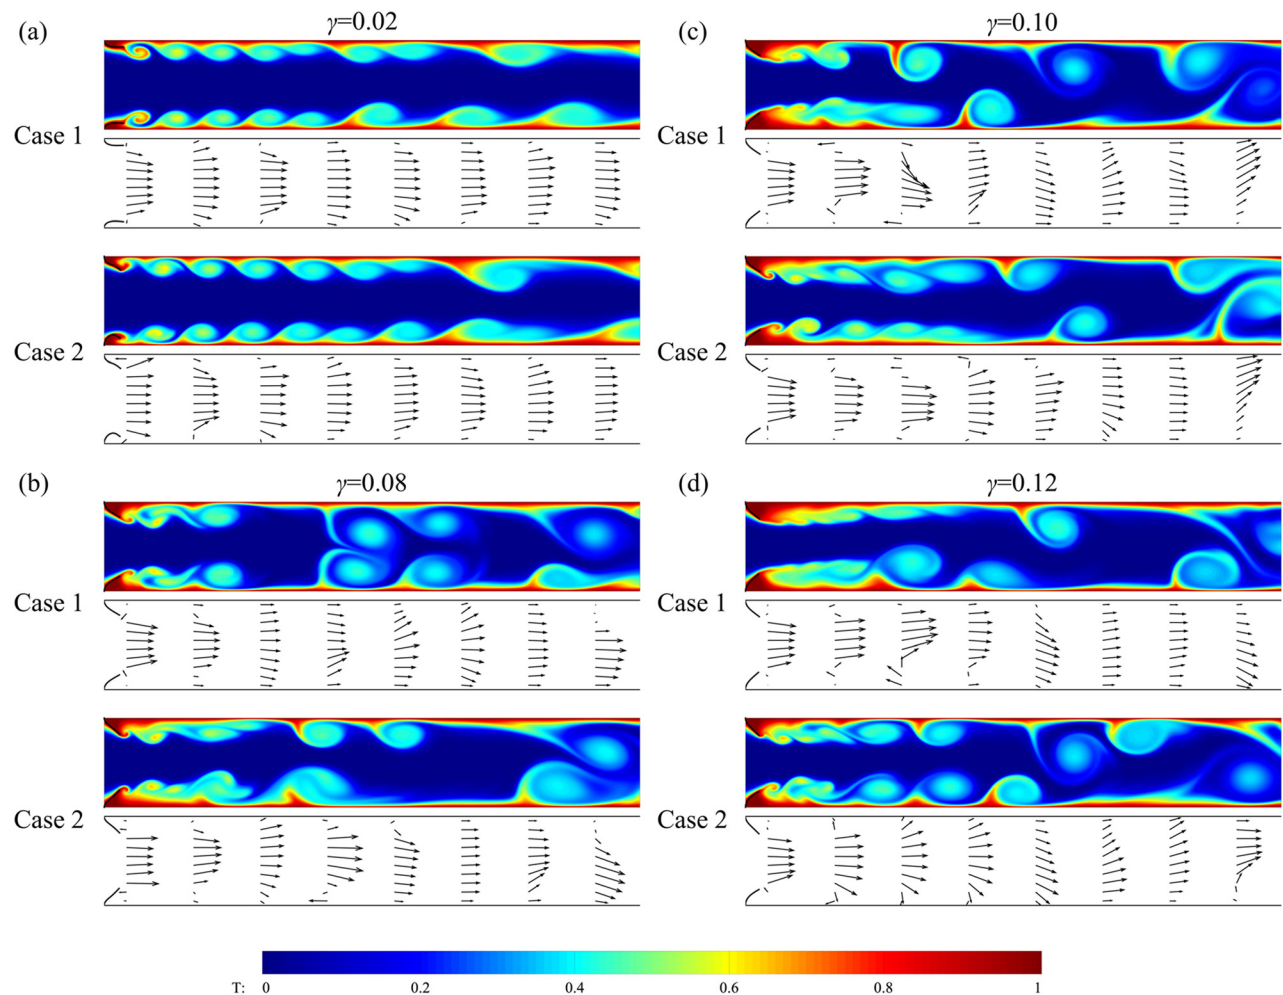 (a) γ=0.02
Case 1
Case 2
(b) γ=0.08
Case 1
Case 2
(c) γ=0.10
Case 1
Case 2
(d) γ=0.12
Case 1
Case 2
T: 0 0.2 0.4 0.6 0.8 1